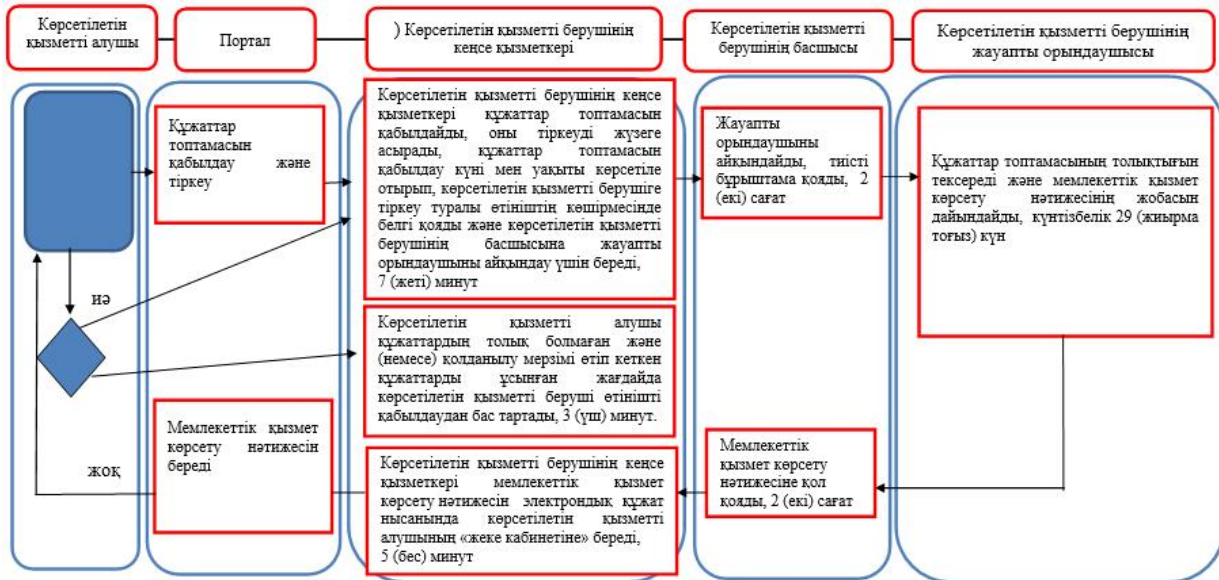 Көрсетілетін
қызметті алушы
Портал
) Көрсетілетін қызметті берушінің
кеңсе қызметкері
Көрсетілетін қызметті
берушінің басшысы
Көрсетілетін қызметті берушінің
жауапты орындаушысы
Құжаттар
топтамасын
қабылдау және
тіркеу
Көрсетілетін қызметті берушінің кеңсе
қызметкері құжаттар топтамасын
қабылдайды, оны тіркеуді жүзеге
асырады, құжаттар топтамасын
қабылдау күні мен уақыты көрсетіле
отырып, көрсетілетін қызметті берушіге
тіркеу туралы өтініштің көшірмесінде
белгі қояды және көрсетілетін қызметті
берушінің басшысына жауапты
орындаушыны айқындау үшін береді,
7 (жеті) минут
Жауапты
орындаушыны
айқындайды, тиісті
бұрыштама қояды, 2
(екі) сағат
Құжаттар топтамасының толықтығын
тексереді және мемлекеттік қызмет
көрсету нәтижесінің жобасын
дайындайды, күнтізбелік 29 (жиырма
тоғыз) күн
иә
Көрсетілетін қызметті алушы
құжаттардың толық болмаған және
(немесе) қолданылу мерзімі өтіп кеткен
құжаттарды ұсынған жағдайда
көрсетілетін қызметті беруші өтінішті
қабылдаудан бас тартады, 3 (үш) минут.
Мемлекеттік қызмет
көрсету нәтижесін
береді
жоқ
Көрсетілетін қызметті берушінің кеңсе
қызметкері мемлекеттік қызмет
көрсету нәтижесін электрондық құжат
нысанында көрсетілетін қызметті
алушының «жеке кабинетіне» береді,
5 (бес) минут
Мемлекеттік
қызмет көрсету
нәтижесіне қол
қояды, 2 (екі) сағат